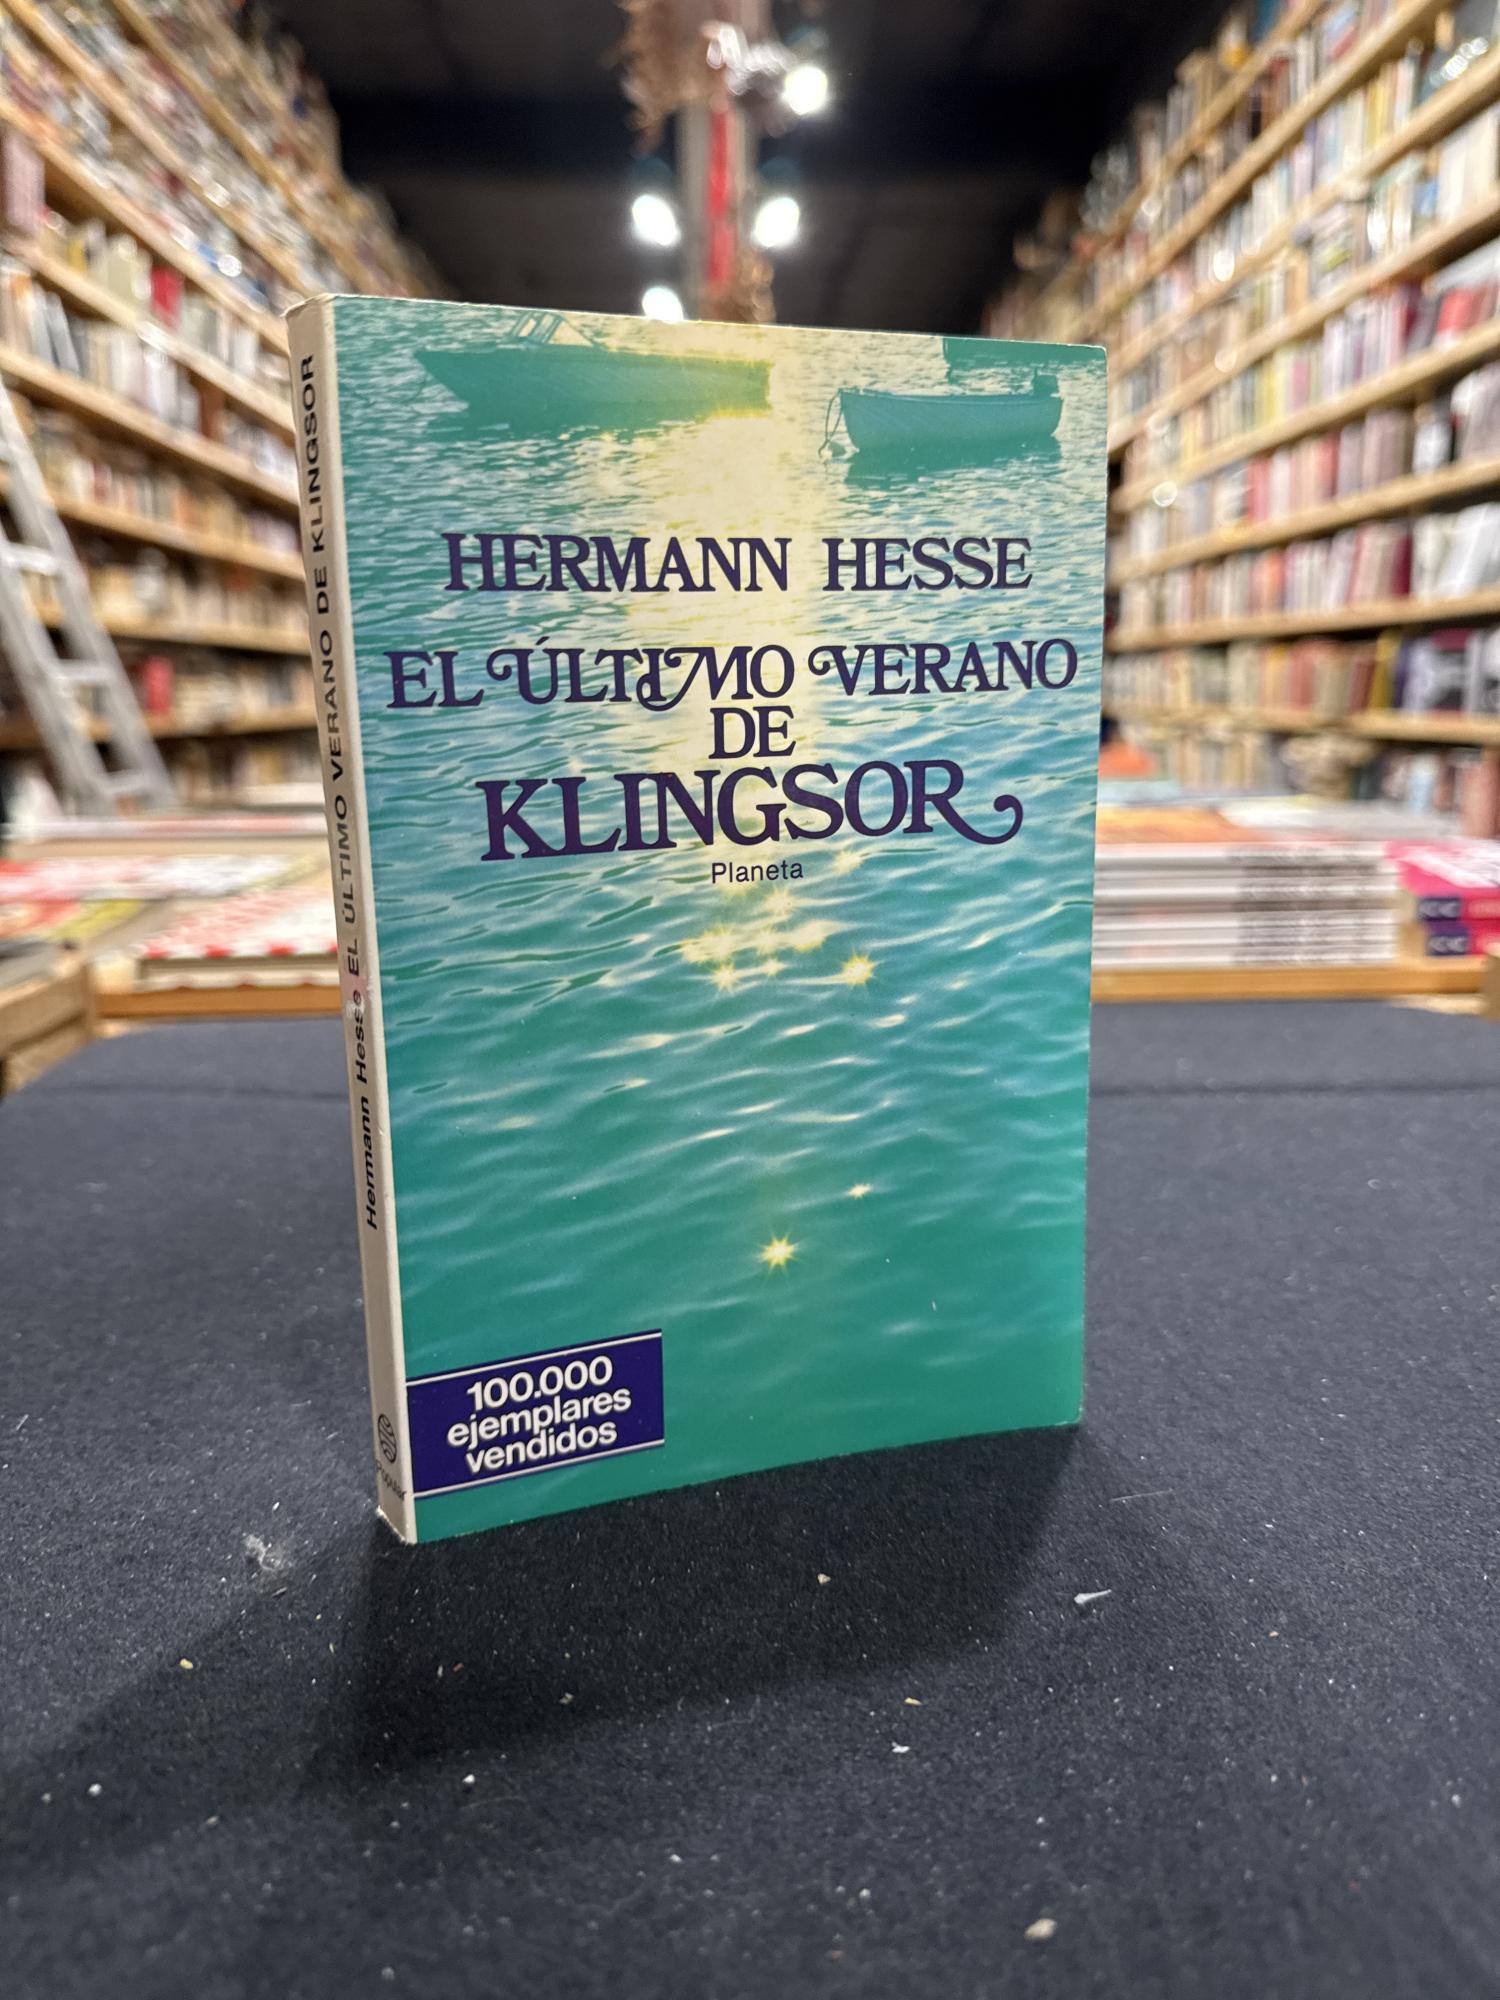 HERMANN HESSE
EL ÚLTIMO VERANO
DE
KLINGSOR
Planeta
100.000
ejemplares
vendidos
Hermann Hesse EL ÚLTIMO VERANO DE KLINGSOR
Popular